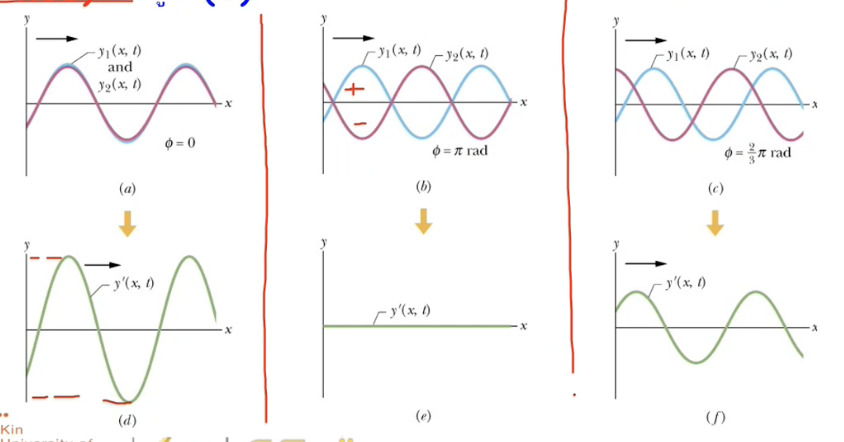 y
y₁(x, t)
and
y₂(x, t)
x
ϕ = 0
(a)
y
y₁(x, t)
y₂(x, t)
+
−
x
ϕ = π rad
(b)
y
y₁(x, t)
y₂(x, t)
x
ϕ = 2/3 π rad
(c)
y
y′(x, t)
x
(d)
y
y′(x, t)
x
(e)
y
y′(x, t)
x
(f)
Kin